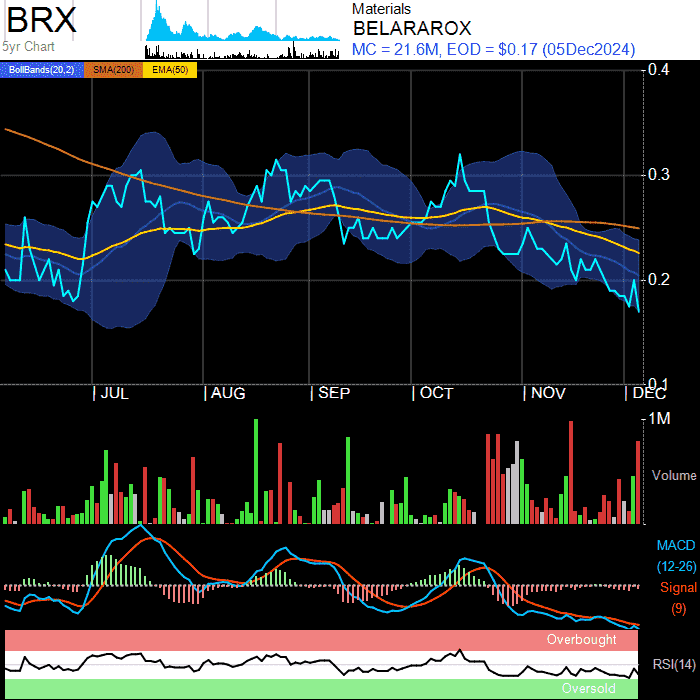 BRX
5yr Chart
Materials
BELARAROX
MC = 21.6M, EOD = $0.17 (05Dec2024)
BollBands(20,2) SMA(200) EMA(50)
0.4
0.3
0.2
0.1
| JUL | AUG | SEP | OCT | NOV | DEC
1M
Volume
MACD
(12-26)
Signal
(9)
Overbought
RSI(14)
Oversold